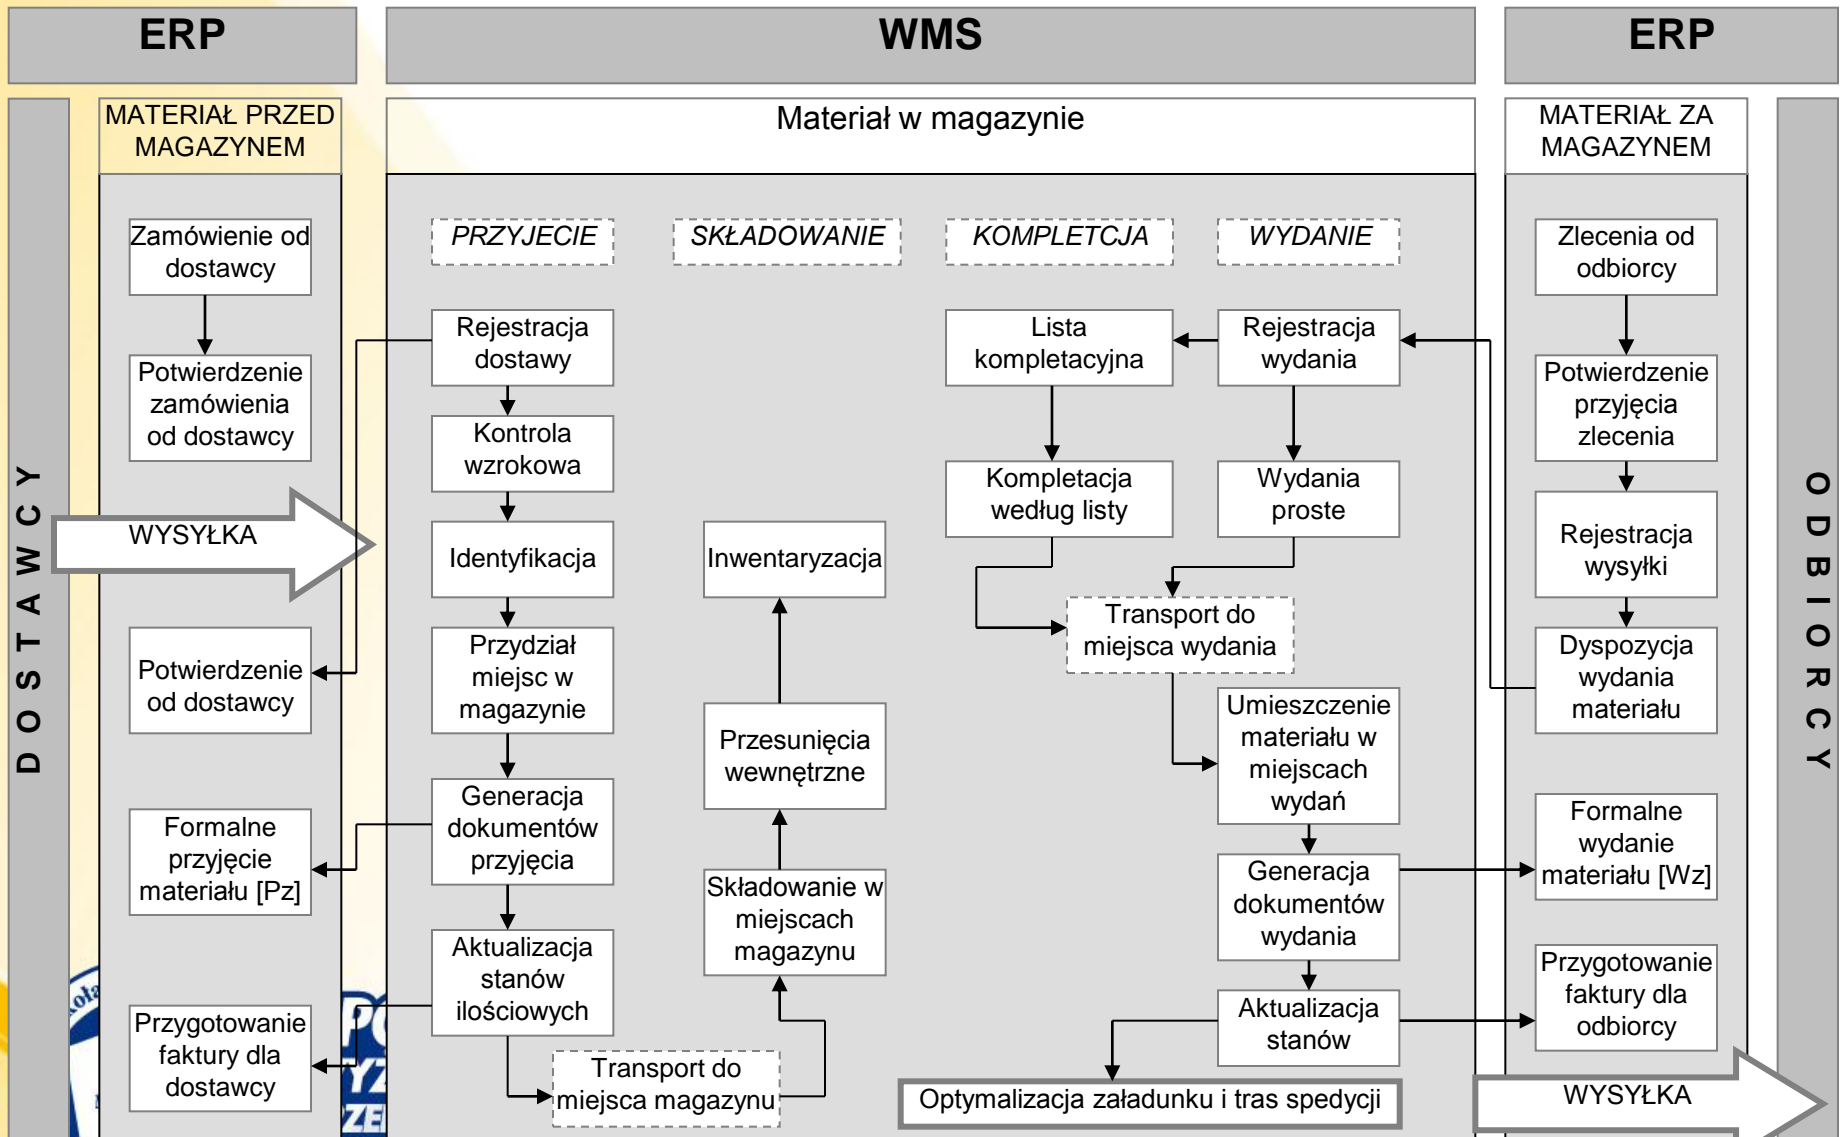 ERP
WMS
ERP
DOSTAWCY
MATERIAŁ PRZED
MAGAZYNEM
Zamówienie od
dostawcy
Potwierdzenie
zamówienia
od dostawcy
WYSYŁKA
Potwierdzenie
od dostawcy
Formalne
przyjęcie
materiału [Pz]
Przygotowanie
faktury dla
dostawcy
Materiał w magazynie
PRZYJECIE
Rejestracja
dostawy
Kontrola
wzrokowa
Identyfikacja
Przydział
miejsc w
magazynie
Generacja
dokumentów
przyjęcia
Aktualizacja
stanów
ilościowych
Transport do
miejsca magazynu
SKŁADOWANIE
Inwentaryzacja
Przesunięcia
wewnętrzne
Składowanie w
miejscach
magazynu
KOMPLETCJA
Lista
kompletacyjna
Kompletacja
według listy
WYDANIE
Rejestracja
wydania
Wydania
proste
Transport do
miejsca wydania
Umieszczenie
materiału w
miejscach
wydań
Generacja
dokumentów
wydania
Aktualizacja
stanów
Optymalizacja załadunku i tras spedycji
MATERIAŁ ZA
MAGAZYNEM
Zlecenia od
odbiorcy
Potwierdzenie
przyjęcia
zlecenia
Rejestracja
wysyłki
Dyspozycja
wydania
materiału
Formalne
wydanie
materiału [Wz]
Przygotowanie
faktury dla
odbiorcy
WYSYŁKA
ODBIORCY